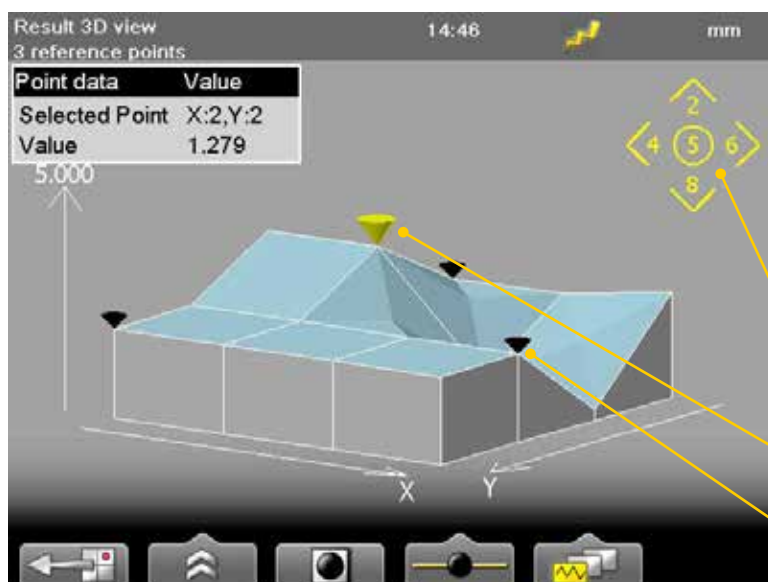 Result 3D view 14:46 mm
3 reference points
Point data Value
Selected Point X:2,Y:2
Value 1.279
5.000
2
4 5 6
8
X Y